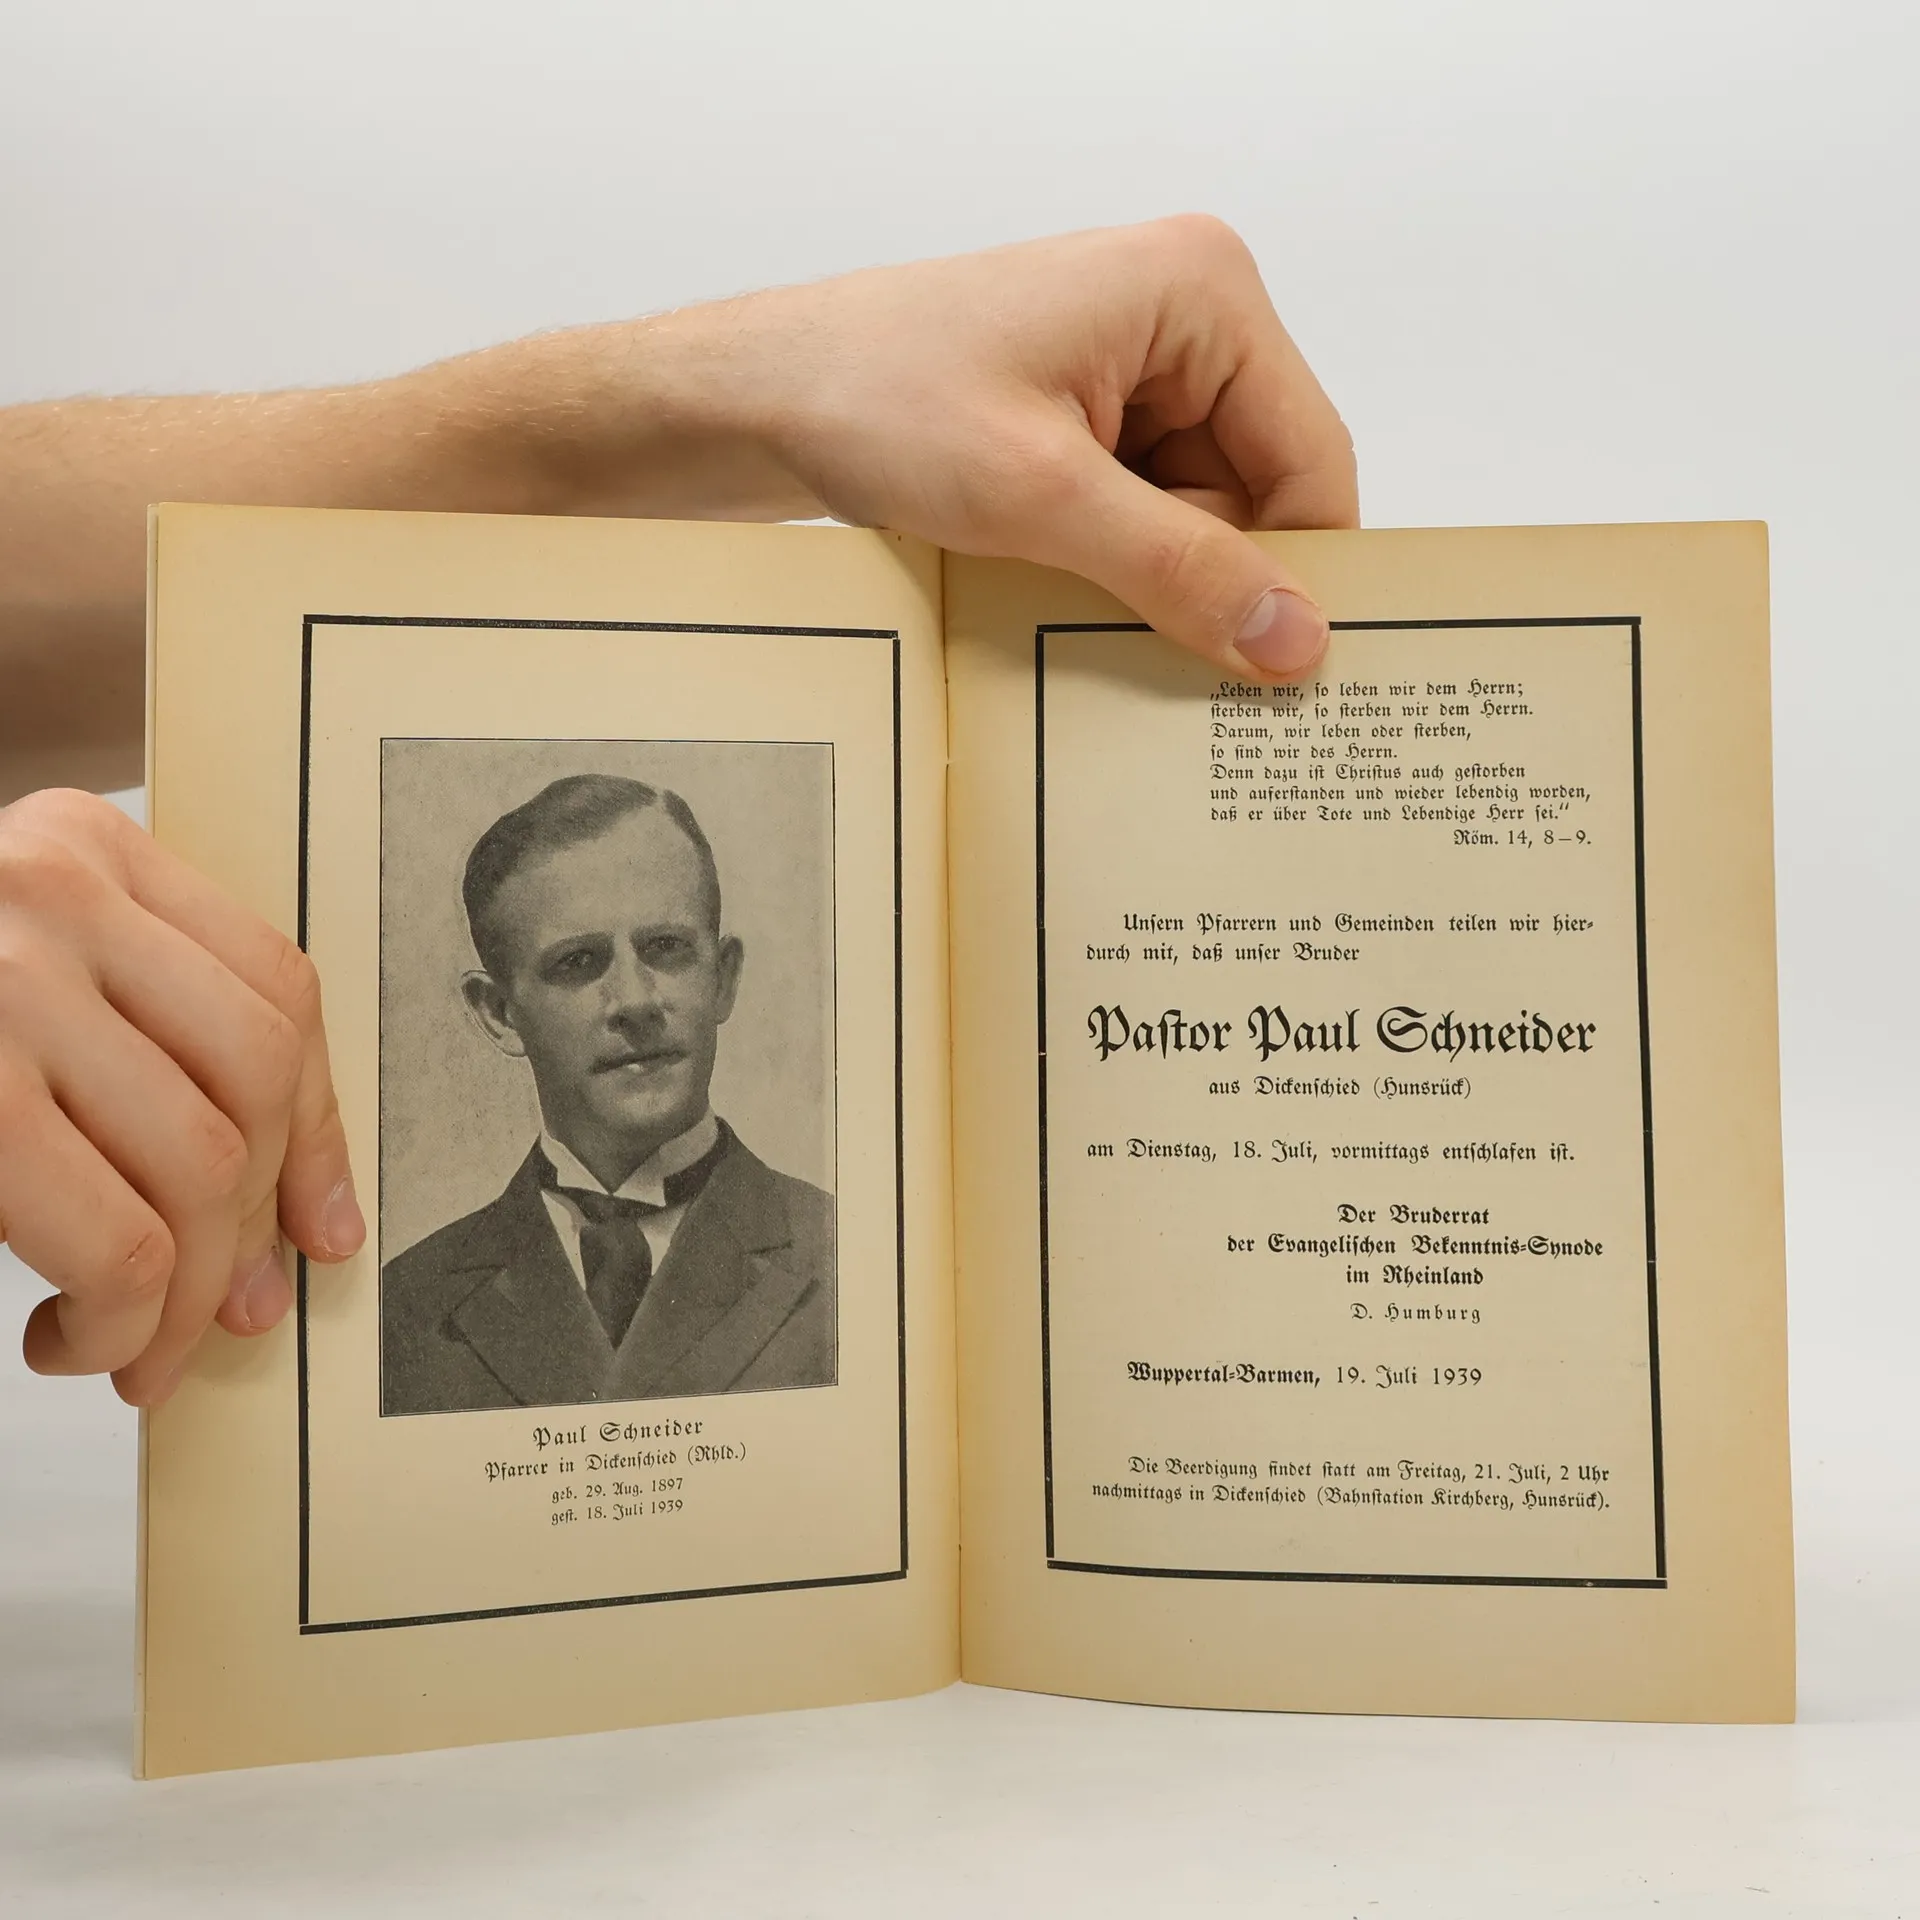 Paul Schneider
Pfarrer in Dickenschied (Rhld.)
geb. 29. Aug. 1897
gest. 18. Juli 1939
„Leben wir, so leben wir dem Herrn;
sterben wir, so sterben wir dem Herrn.
Darum, wir leben oder sterben,
so sind wir des Herrn.
Denn dazu ist Christus auch gestorben
und auferstanden und wieder lebendig worden,
daß er über Tote und Lebendige Herr sei.“
Röm. 14, 8–9.
Unsern Pfarrern und Gemeinden teilen wir hier-
durch mit, daß unser Bruder
Pastor Paul Schneider
aus Dickenschied (Hunsrück)
am Dienstag, 18. Juli, vormittags entschlafen ist.
Der Bruderrat
der Evangelischen Bekenntnis-Synode
im Rheinland
D. Humburg
Wuppertal-Barmen, 19. Juli 1939
Die Beerdigung findet statt am Freitag, 21. Juli, 2 Uhr
nachmittags in Dickenschied (Bahnstation Kirchberg, Hunsrück).